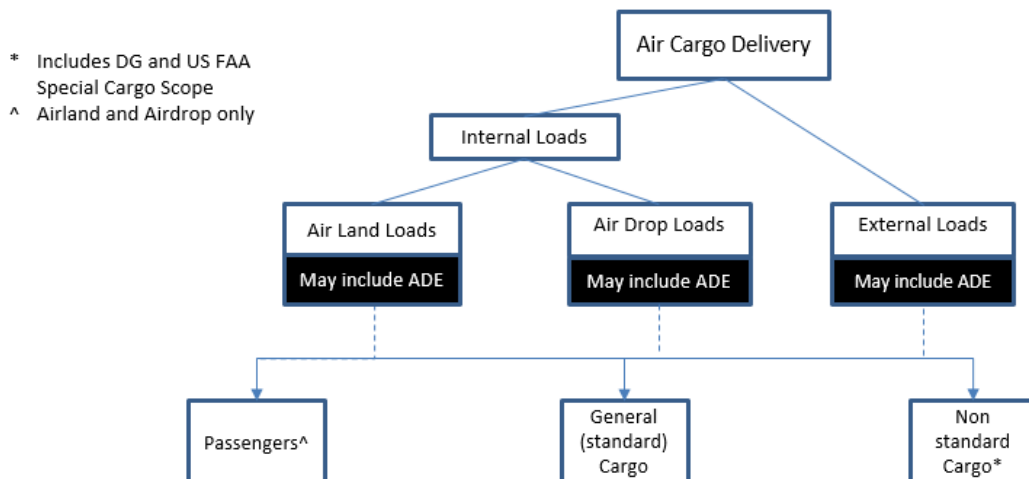 Air Cargo Delivery
* Includes DG and US FAA
Special Cargo Scope
^ Airland and Airdrop only
Internal Loads
Air Land Loads
May include ADE
Air Drop Loads
May include ADE
External Loads
May include ADE
Passengers^
General
(standard)
Cargo
Non
standard
Cargo*